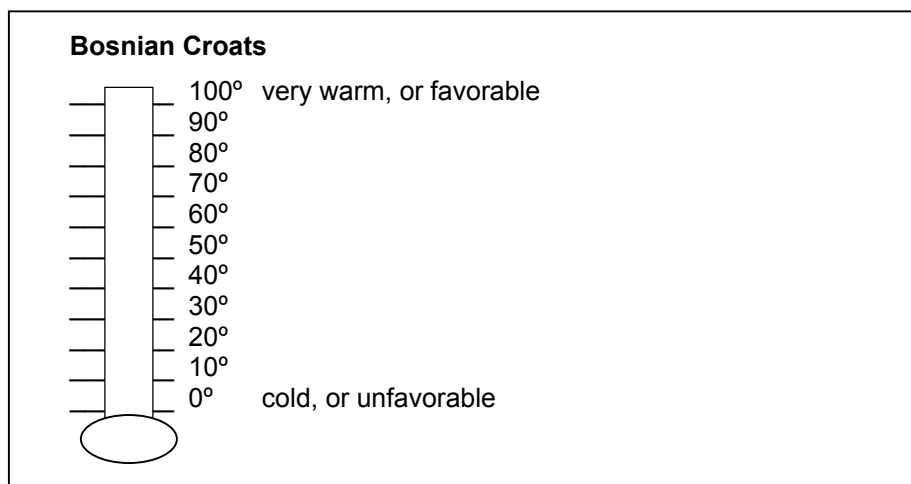 Bosnian Croats
100º very warm, or favorable
90º
80º
70º
60º
50º
40º
30º
20º
10º
0º cold, or unfavorable